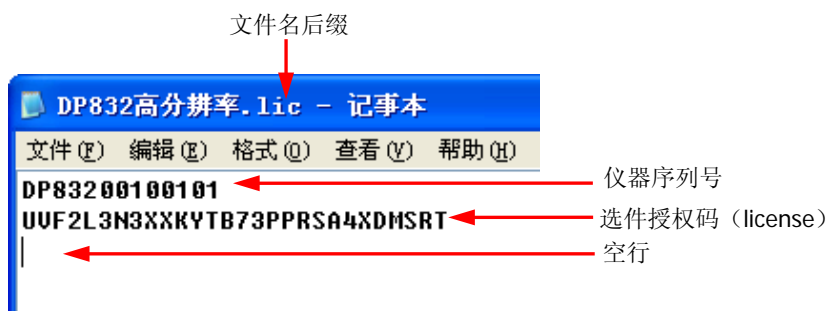 文件名后缀
DP832高分辨率.lic - 记事本
文件(F) 编辑(E) 格式(O) 查看(V) 帮助(H)
DP83200100101
仪器序列号
UVF2L3N3XXKYTB73PPRSA4XDMSRT
选件授权码（license）
空行